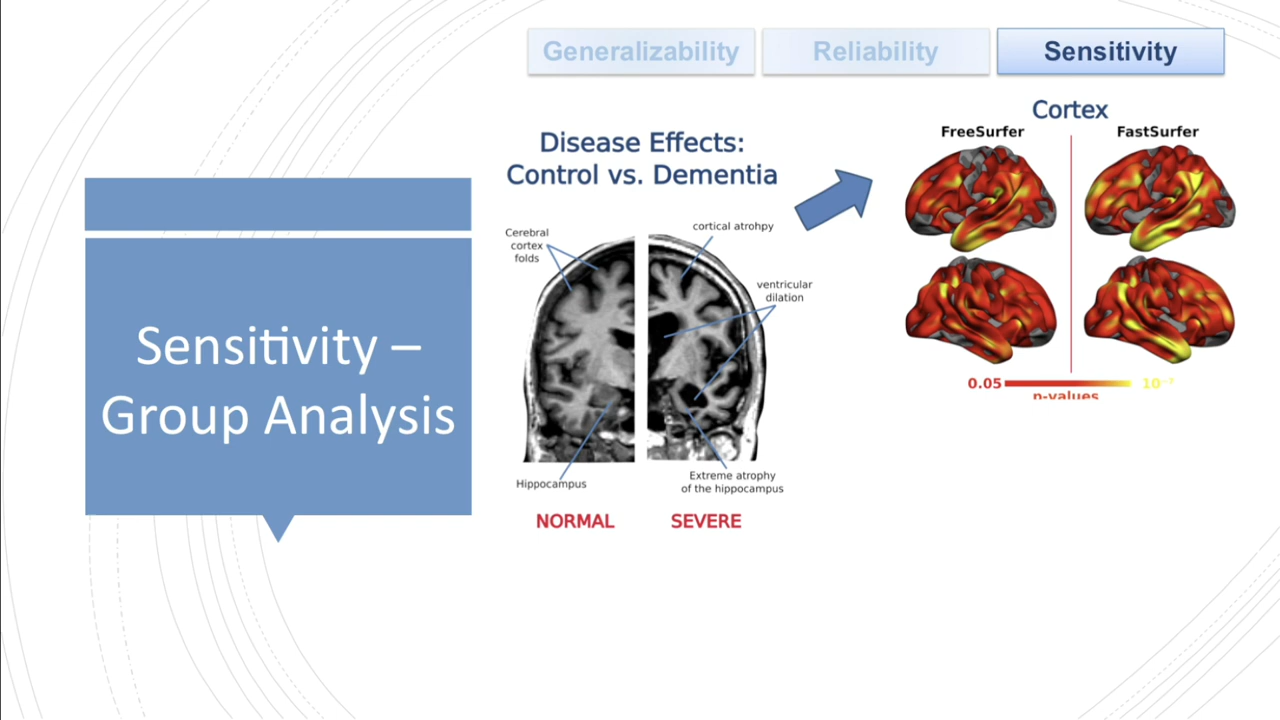 Generalizability
Reliability
Sensitivity
Sensitivity –
Group Analysis
Disease Effects:
Control vs. Dementia
Cerebral
cortex
folds
cortical atrohpy
ventricular
dilation
Hippocampus
Extreme atrophy
of the hippocampus
NORMAL
SEVERE
Cortex
FreeSurfer
FastSurfer
0.05
p-values